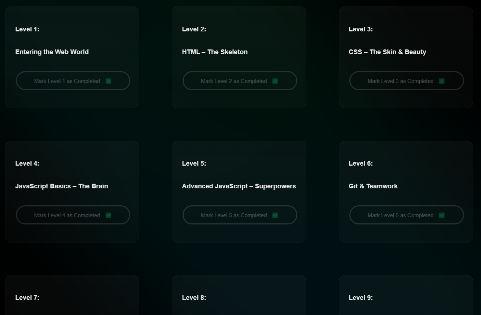 Level 1:
Entering the Web World
Mark Level 1 as Completed
Level 2:
HTML – The Skeleton
Mark Level 2 as Completed
Level 3:
CSS – The Skin & Beauty
Mark Level 3 as Completed
Level 4:
JavaScript Basics – The Brain
Mark Level 4 as Completed
Level 5:
Advanced JavaScript – Superpowers
Mark Level 5 as Completed
Level 6:
Git & Teamwork
Mark Level 6 as Completed
Level 7:
Level 8:
Level 9: